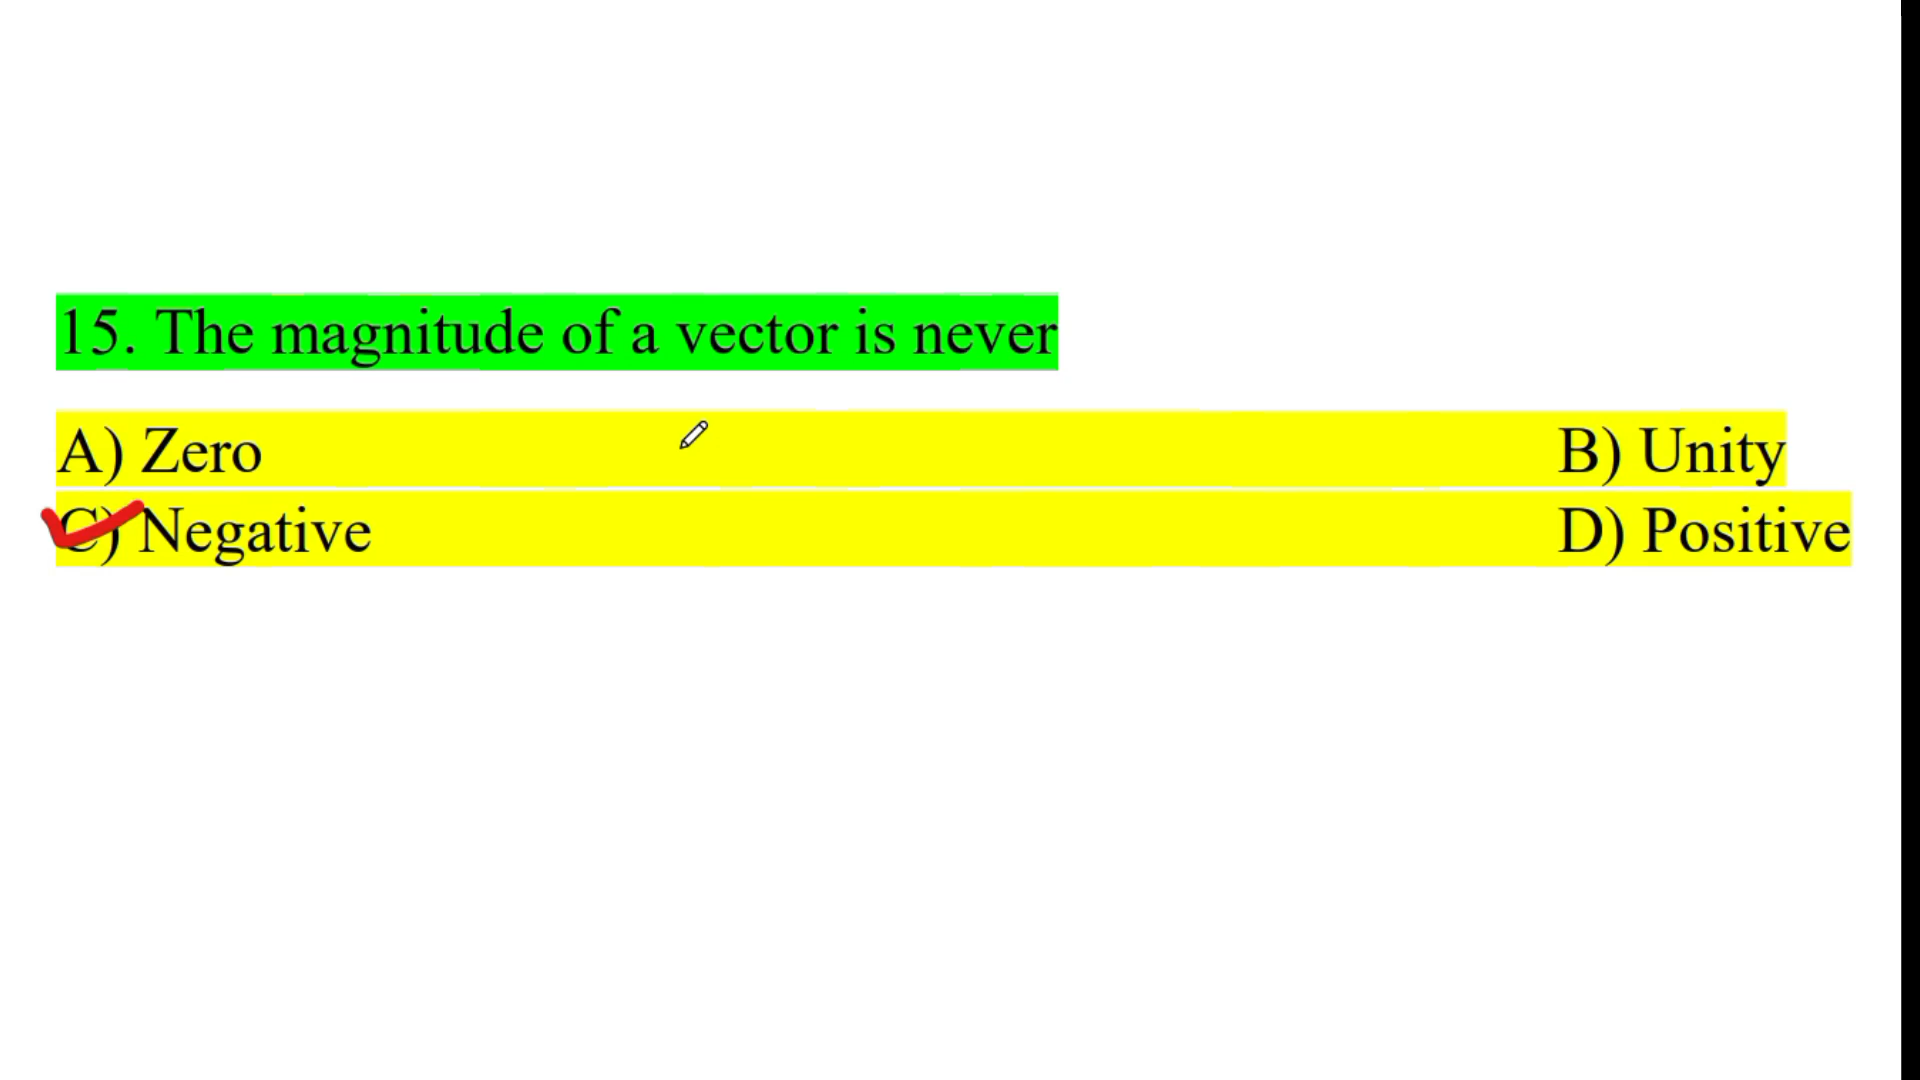 15. The magnitude of a vector is never
A) Zero B) Unity
C) Negative D) Positive